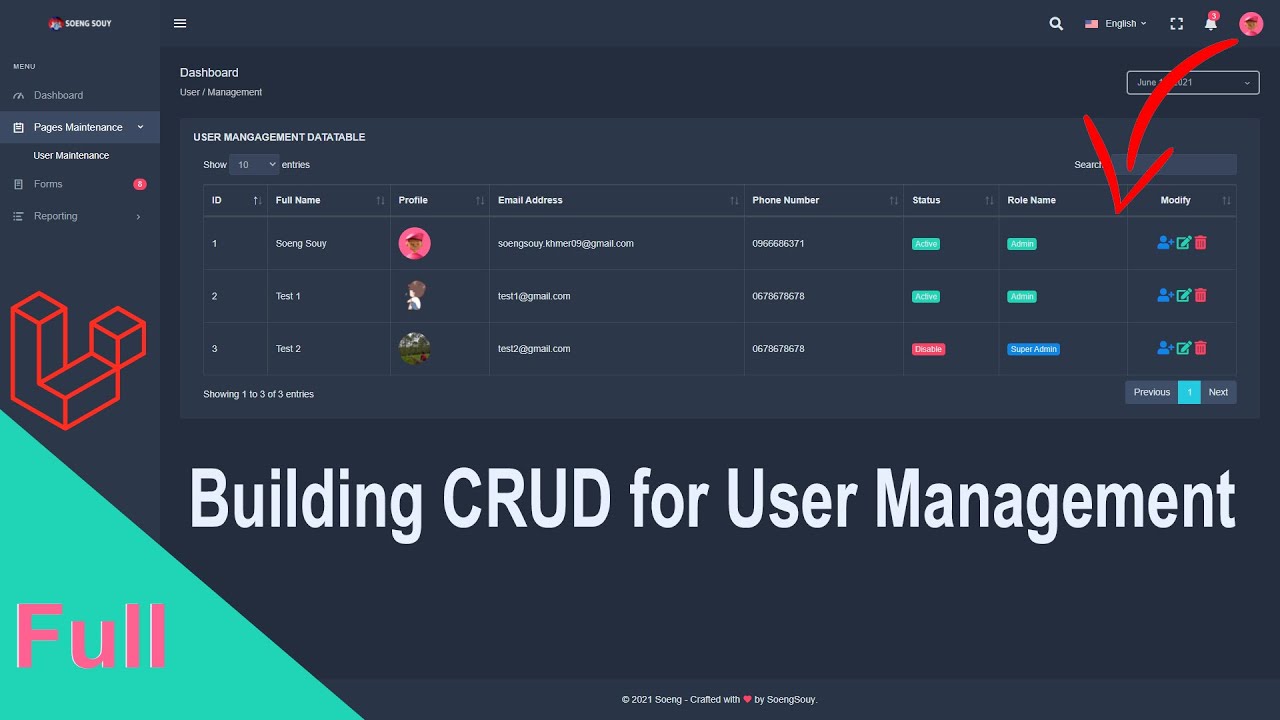 SOENG SOUY
English
3
MENU
Dashboard
Pages Maintenance
User Maintenance
Forms 8
Reporting
Dashboard
User / Management
June 2021
USER MANGAGEMENT DATATABLE
Show 10 entries
Search
ID Full Name Profile Email Address Phone Number Status Role Name Modify
1 Soeng Souy soengsouy.khmer09@gmail.com 0966686371 Active Admin
2 Test 1 test1@gmail.com 0678678678 Active Admin
3 Test 2 test2@gmail.com 0678678678 Disable Super Admin
Showing 1 to 3 of 3 entries
Previous 1 Next
Building CRUD for User Management
Full
© 2021 Soeng - Crafted with ❤ by SoengSouy.